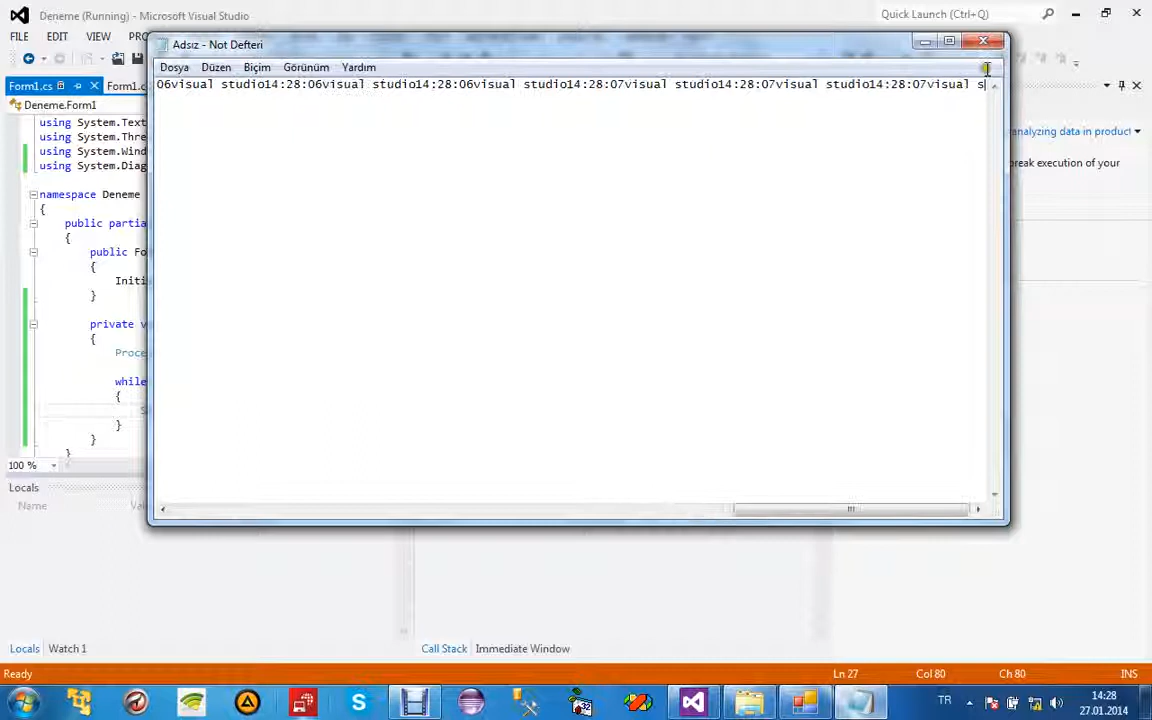 Deneme (Running) - Microsoft Visual Studio
Quick Launch (Ctrl+Q)
FILE EDIT VIEW
Adsız - Not Defteri
Dosya Düzen Biçim Görünüm Yardım
06visual studio14:28:06visual studio14:28:06visual studio14:28:07visual studio14:28:07visual studio14:28:07visual s
Form1.cs
Deneme.Form1
using System.Text
using System.Thre
using System.Wind
using System.Diag
analyzing data in product
reak execution of your
namespace Deneme
{
public partia
{
public Fo
{
Initi
}
private v
{
Proce
while
{
}
}
}
100 %
Locals
Name
Locals Watch 1
Call Stack Immediate Window
Ready
Ln 27 Col 80 Ch 80 INS
32
TR
14:28
27.01.2014